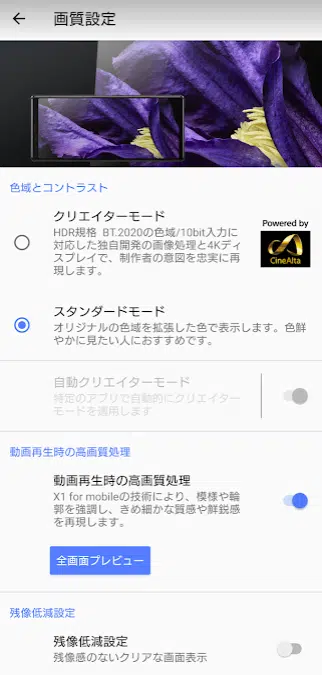 画質設定
色域とコントラスト
クリエイターモード
HDR規格 BT.2020の色域/10bit入力に
対応した独自開発の画像処理と4Kディ
スプレイで、制作者の意図を忠実に再
現します。
Powered by
CineAlta
スタンダードモード
オリジナルの色域を拡張した色で表示します。色鮮
やかに見たい人におすすめです。
自動クリエイターモード
特定のアプリで自動的にクリエイター
モードを適用します
動画再生時の高画質処理
動画再生時の高画質処理
X1 for mobileの技術により、模様や輪
郭を強調し、きめ細かな質感や鮮鋭感
を再現します。
全画面プレビュー
残像低減設定
残像低減設定
残像感のないクリアな画面表示